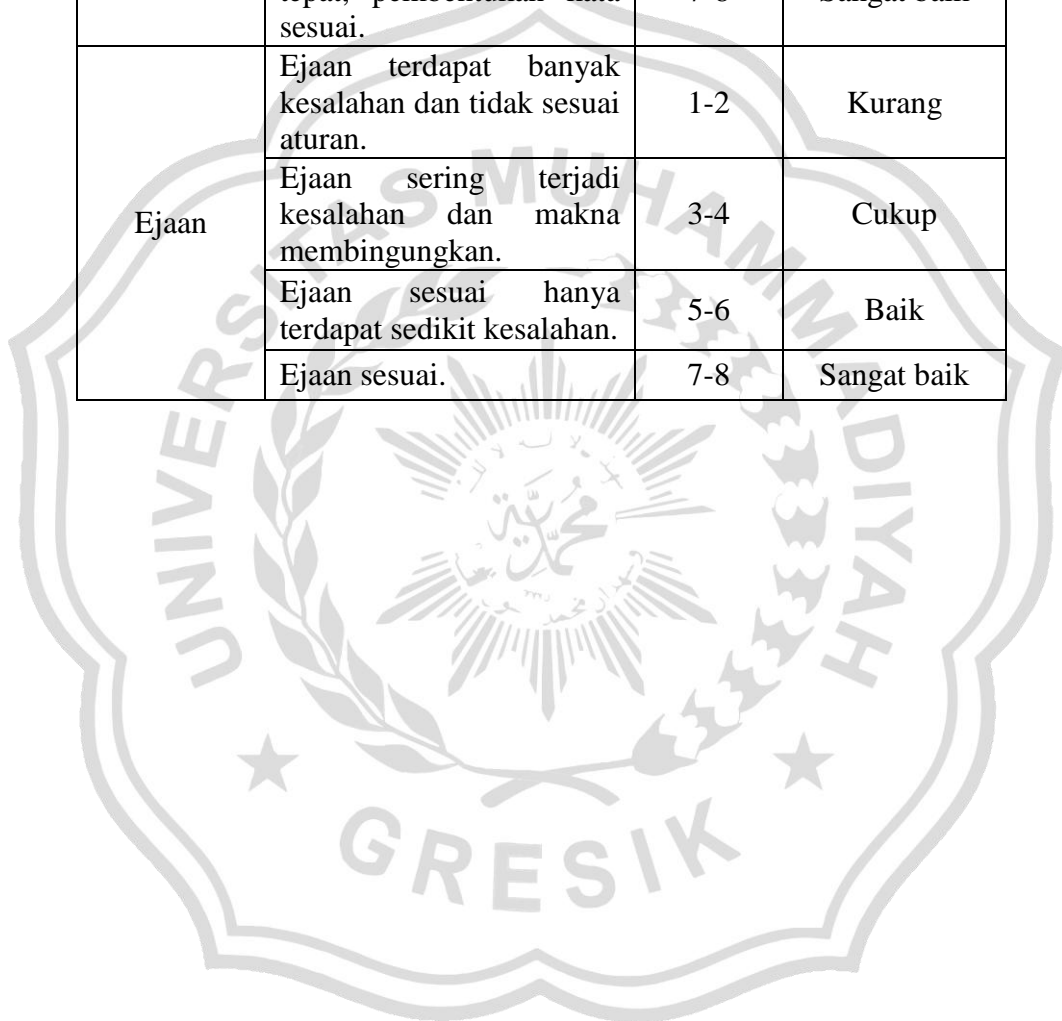 sesuai.
Ejaan
Ejaan terdapat banyak
kesalahan dan tidak sesuai
aturan.
1-2
Kurang
Ejaan sering terjadi
kesalahan dan makna
membingungkan.
3-4
Cukup
Ejaan sesuai hanya
terdapat sedikit kesalahan.
5-6
Baik
Ejaan sesuai.
7-8
Sangat baik
UNIVERSITAS MUHAMMADIYAH
GRESIK